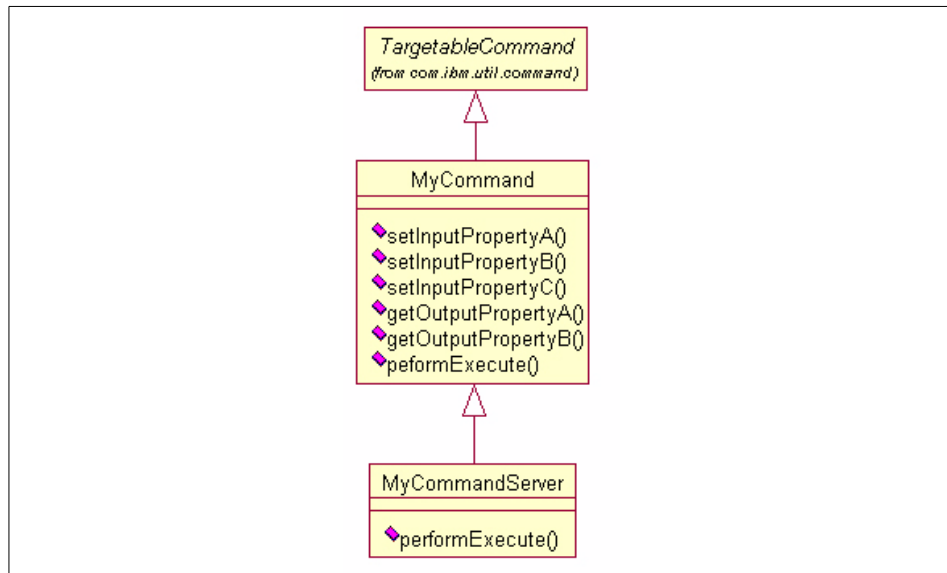 TargetableCommand
(from com.ibm.util.command)
MyCommand
setInputPropertyA()
setInputPropertyB()
setInputPropertyC()
getOutputPropertyA()
getOutputPropertyB()
peformExecute()
MyCommandServer
performExecute()